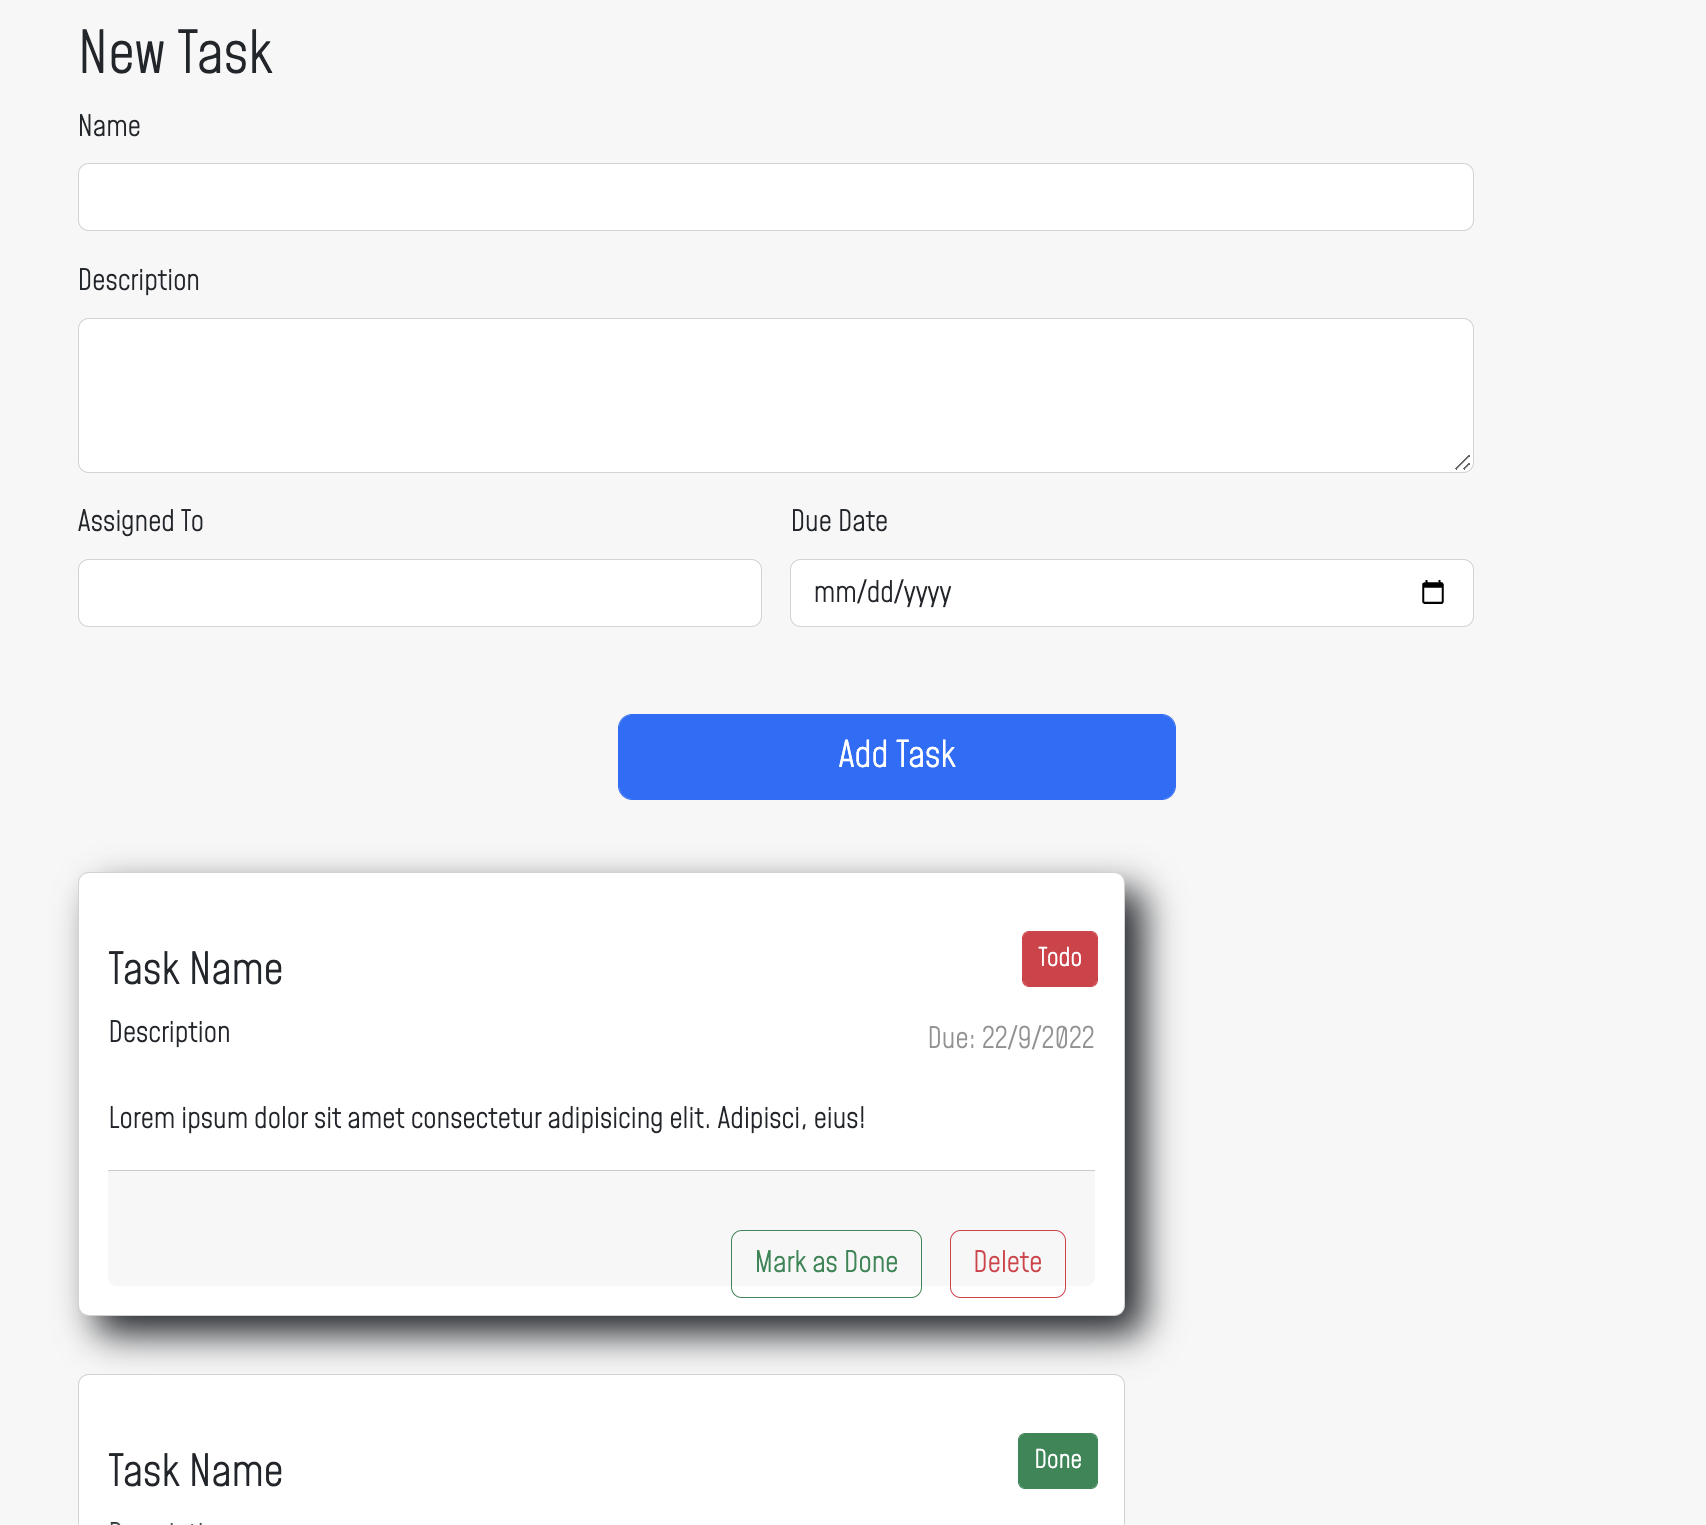 New Task
Name
Description
Assigned To
Due Date
mm/dd/yyyy
Add Task
Task Name
Todo
Description
Due: 22/9/2022
Lorem ipsum dolor sit amet consectetur adipisicing elit. Adipisci, eius!
Mark as Done
Delete
Task Name
Done